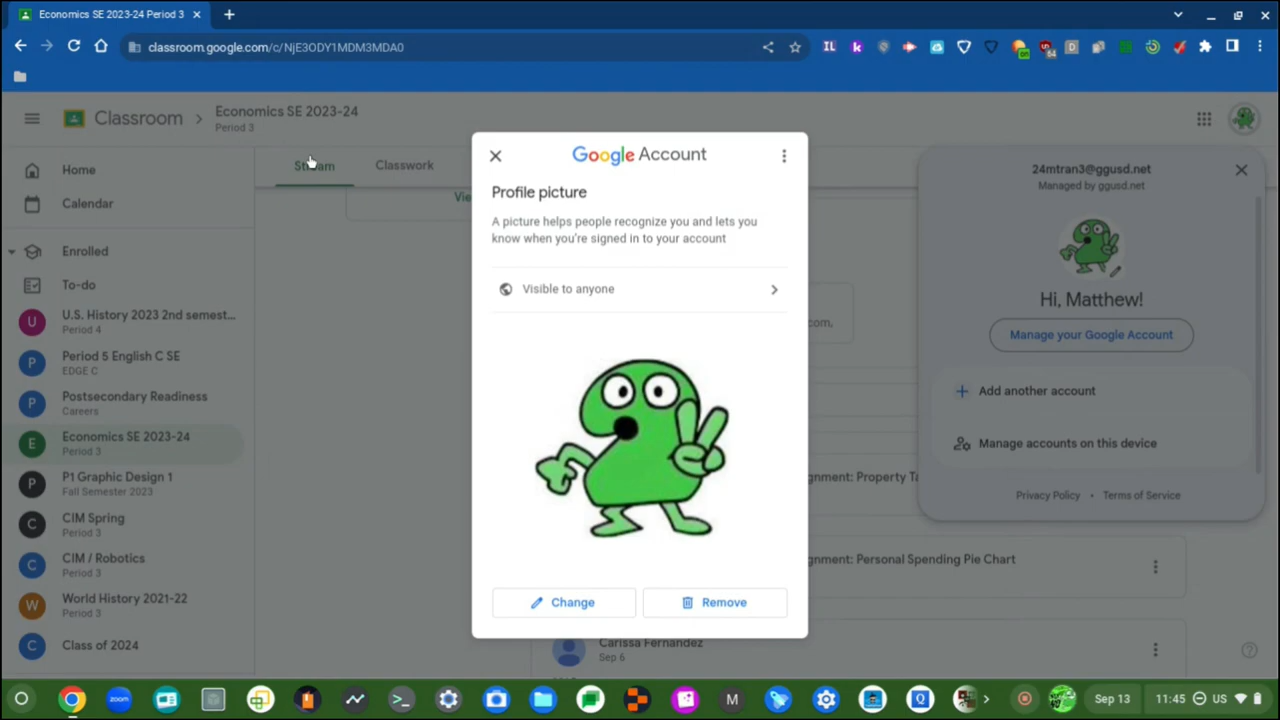 Economics SE 2023-24 Period 3
classroom.google.com/c/NjE3ODY1MDM3MDA0
Classroom
Economics SE 2023-24
Period 3
Stream
Classwork
Home
Calendar
Enrolled
To-do
U.S. History 2023 2nd semest...
Period 4
Period 5 English C SE
EDGE C
Postsecondary Readiness
Careers
Economics SE 2023-24
Period 3
P1 Graphic Design 1
Fall Semester 2023
CIM Spring
Period 3
CIM / Robotics
Period 3
World History 2021-22
Period 3
Class of 2024
Google Account
Profile picture
A picture helps people recognize you and lets you
know when you're signed in to your account
Visible to anyone
Change
Remove
24mtran3@ggusd.net
Managed by ggusd.net
Hi, Matthew!
Manage your Google Account
Add another account
Manage accounts on this device
Privacy Policy • Terms of Service
gnment: Property Ta
gnment: Personal Spending Pie Chart
Carissa Fernandez
Sep 6
Sep 13
11:45
US